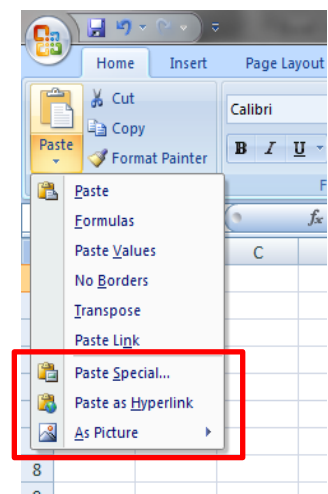 Home Insert Page Layout
Cut
Calibri
Copy
Paste
B I U
Format Painter
F
Paste
fx
Formulas
Paste Values
C
No Borders
Transpose
Paste Link
Paste Special...
Paste as Hyperlink
As Picture
8